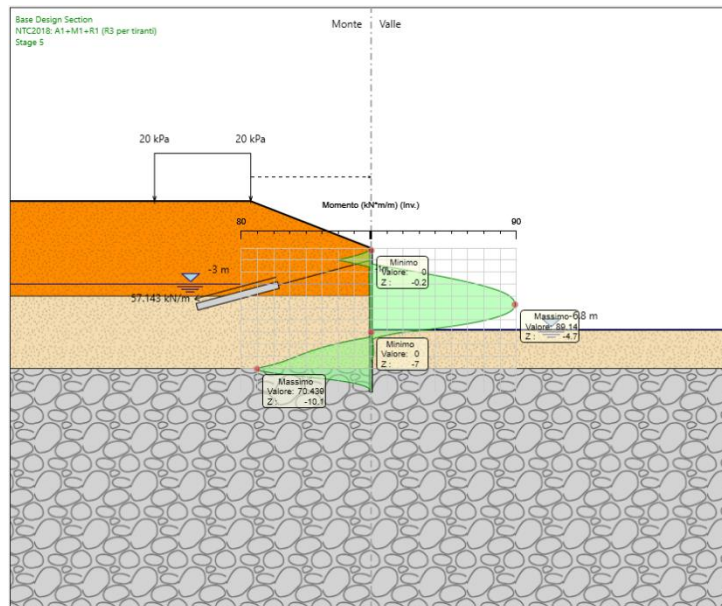 Base Design Section
NTC2018: A1+M1+R1 (R3 per tiranti)
Stage 5
Monte
Valle
20 kPa
20 kPa
Momento (kN*m/m) (Inv.)
80
90
-3 m
57.143 kN/m
Minimo
Valore: 0
Z : -0.2
-6.8 m
Massimo
Valore: 89.14
Z : -4.7
Minimo
Valore: 0
Z : -7
Massimo
Valore: 70.439
Z : -10.1